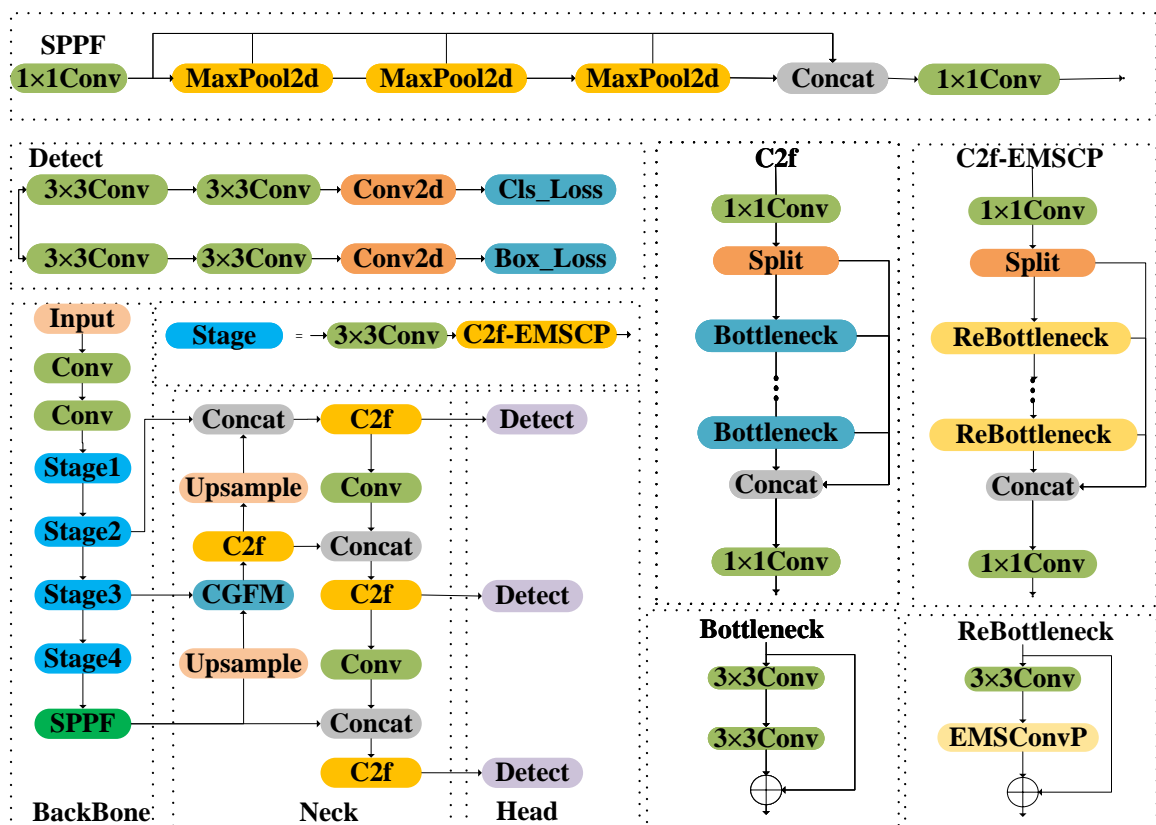 SPPF
1×1Conv MaxPool2d MaxPool2d MaxPool2d Concat 1×1Conv
Detect
3×3Conv 3×3Conv Conv2d Cls_Loss
3×3Conv 3×3Conv Conv2d Box_Loss
C2f
1×1Conv
Split
Bottleneck
Bottleneck
Concat
1×1Conv
C2f-EMSCP
1×1Conv
Split
ReBottleneck
ReBottleneck
Concat
1×1Conv
Stage = 3×3Conv C2f-EMSCP
Input
Conv
Conv
Stage1
Stage2
Stage3
Stage4
SPPF
BackBone
Concat C2f
Upsample Conv
C2f Concat
CGFM C2f
Upsample Conv
Concat
C2f
Neck
Detect
Detect
Detect
Head
Bottleneck
3×3Conv
3×3Conv
ReBottleneck
3×3Conv
EMSConvP